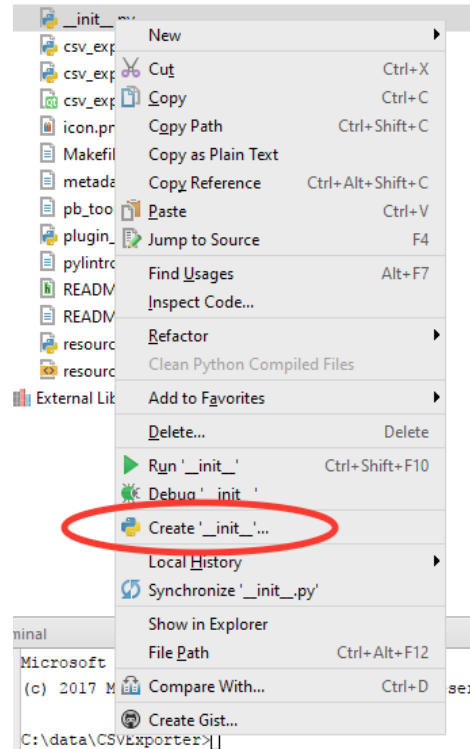 __init__.py
New
csv_exp
Cut Ctrl+X
csv_exp
csv_exp
Copy Ctrl+C
icon.pn
Copy Path Ctrl+Shift+C
Makefil
Copy as Plain Text
metada
Copy Reference Ctrl+Alt+Shift+C
pb_too
Paste Ctrl+V
plugin_
Jump to Source F4
pylintrc
Find Usages Alt+F7
READM
Inspect Code...
READM
Refactor
resourc
Clean Python Compiled Files
resourc
External Lib
Add to Favorites
Delete... Delete
Run '__init__' Ctrl+Shift+F10
Debug '__init__'
Create '__init__'...
Local History
Synchronize '__init__.py'
Show in Explorer
minal
File Path Ctrl+Alt+F12
Microsoft
Compare With... Ctrl+D
(c) 2017 M ser
Create Gist...
C:\data\CSVExporter>